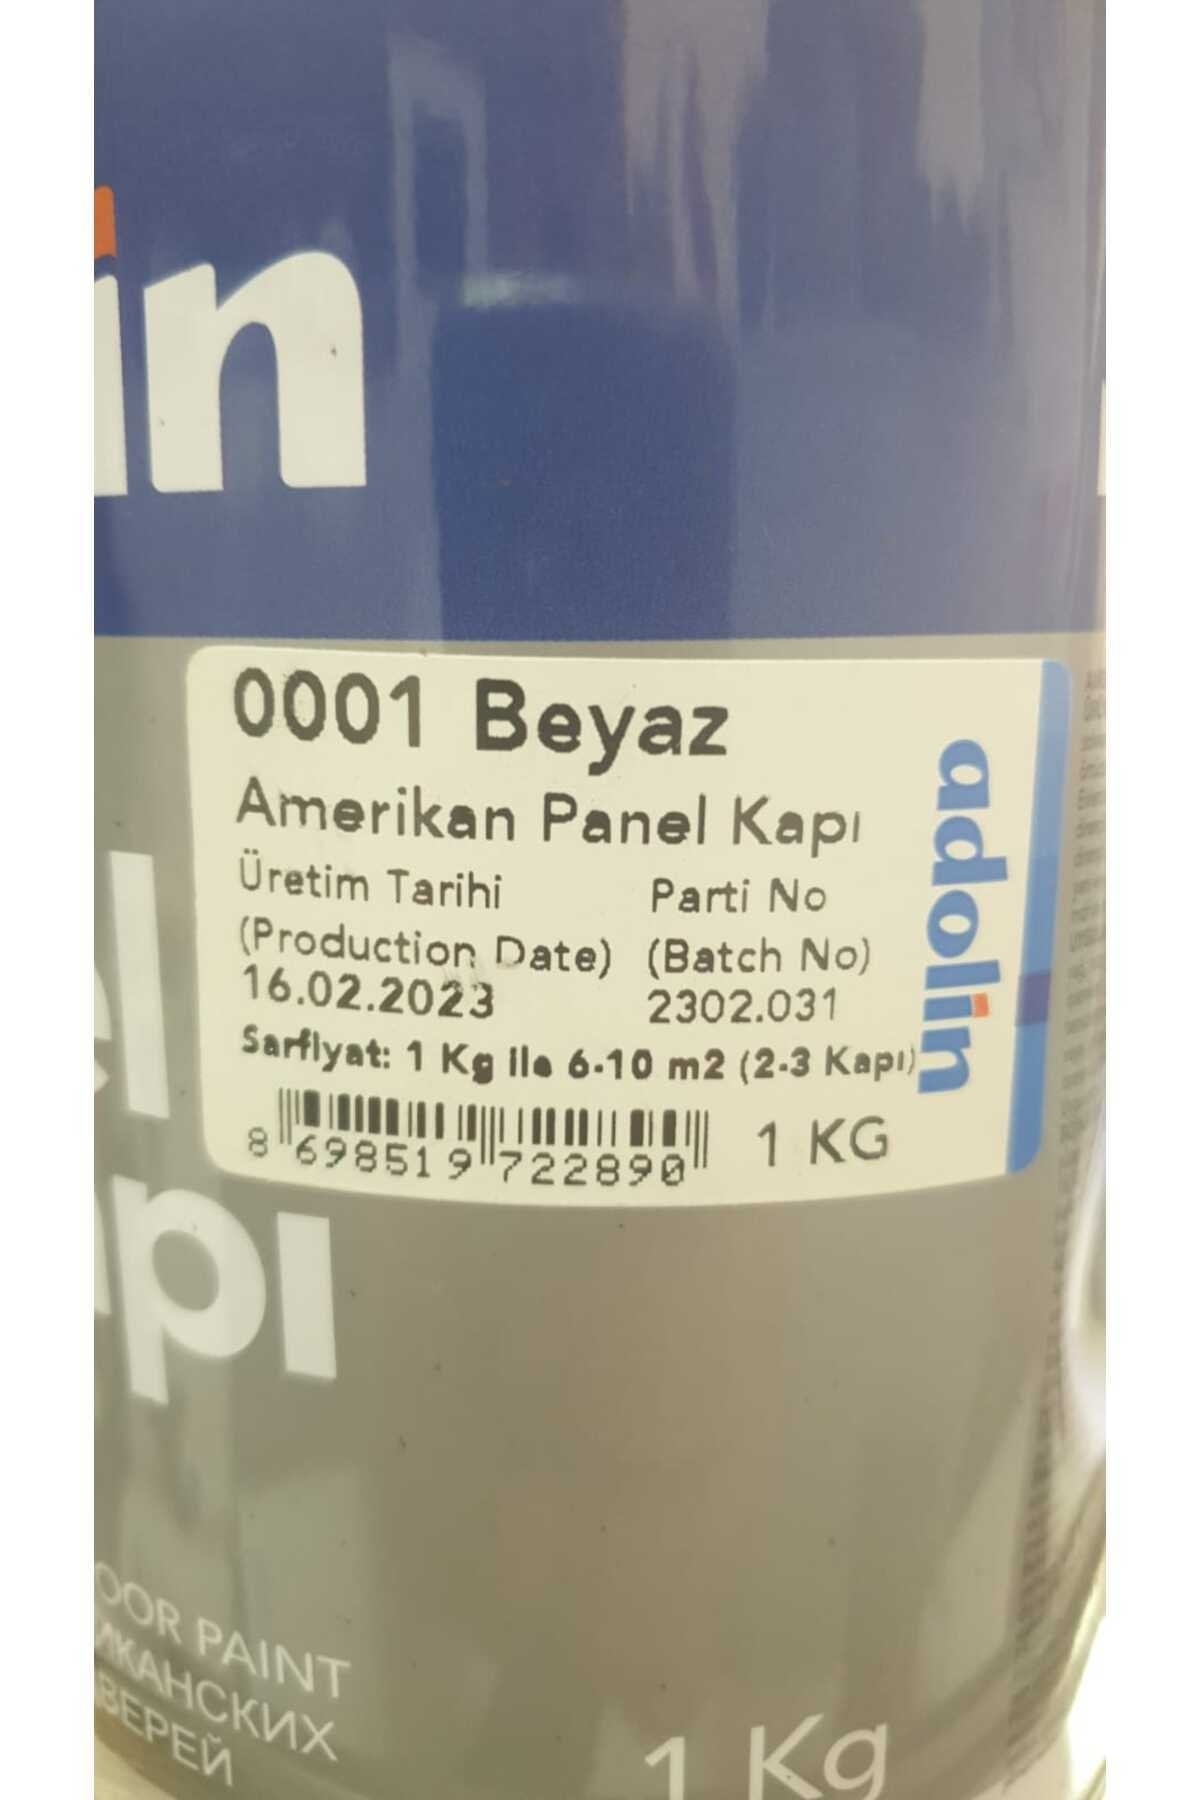 in
0001 Beyaz
Amerikan Panel Kapı
Üretim Tarihi Parti No
(Production Date) (Batch No)
16.02.2023 2302.031
Sarfiyat: 1 Kg ile 6-10 m2 (2-3 Kapı)
8 698519 722890 1 KG
adolin
el
apı
OOR PAINT
ИКАНСКИХ
ВЕРЕЙ
1 Kg